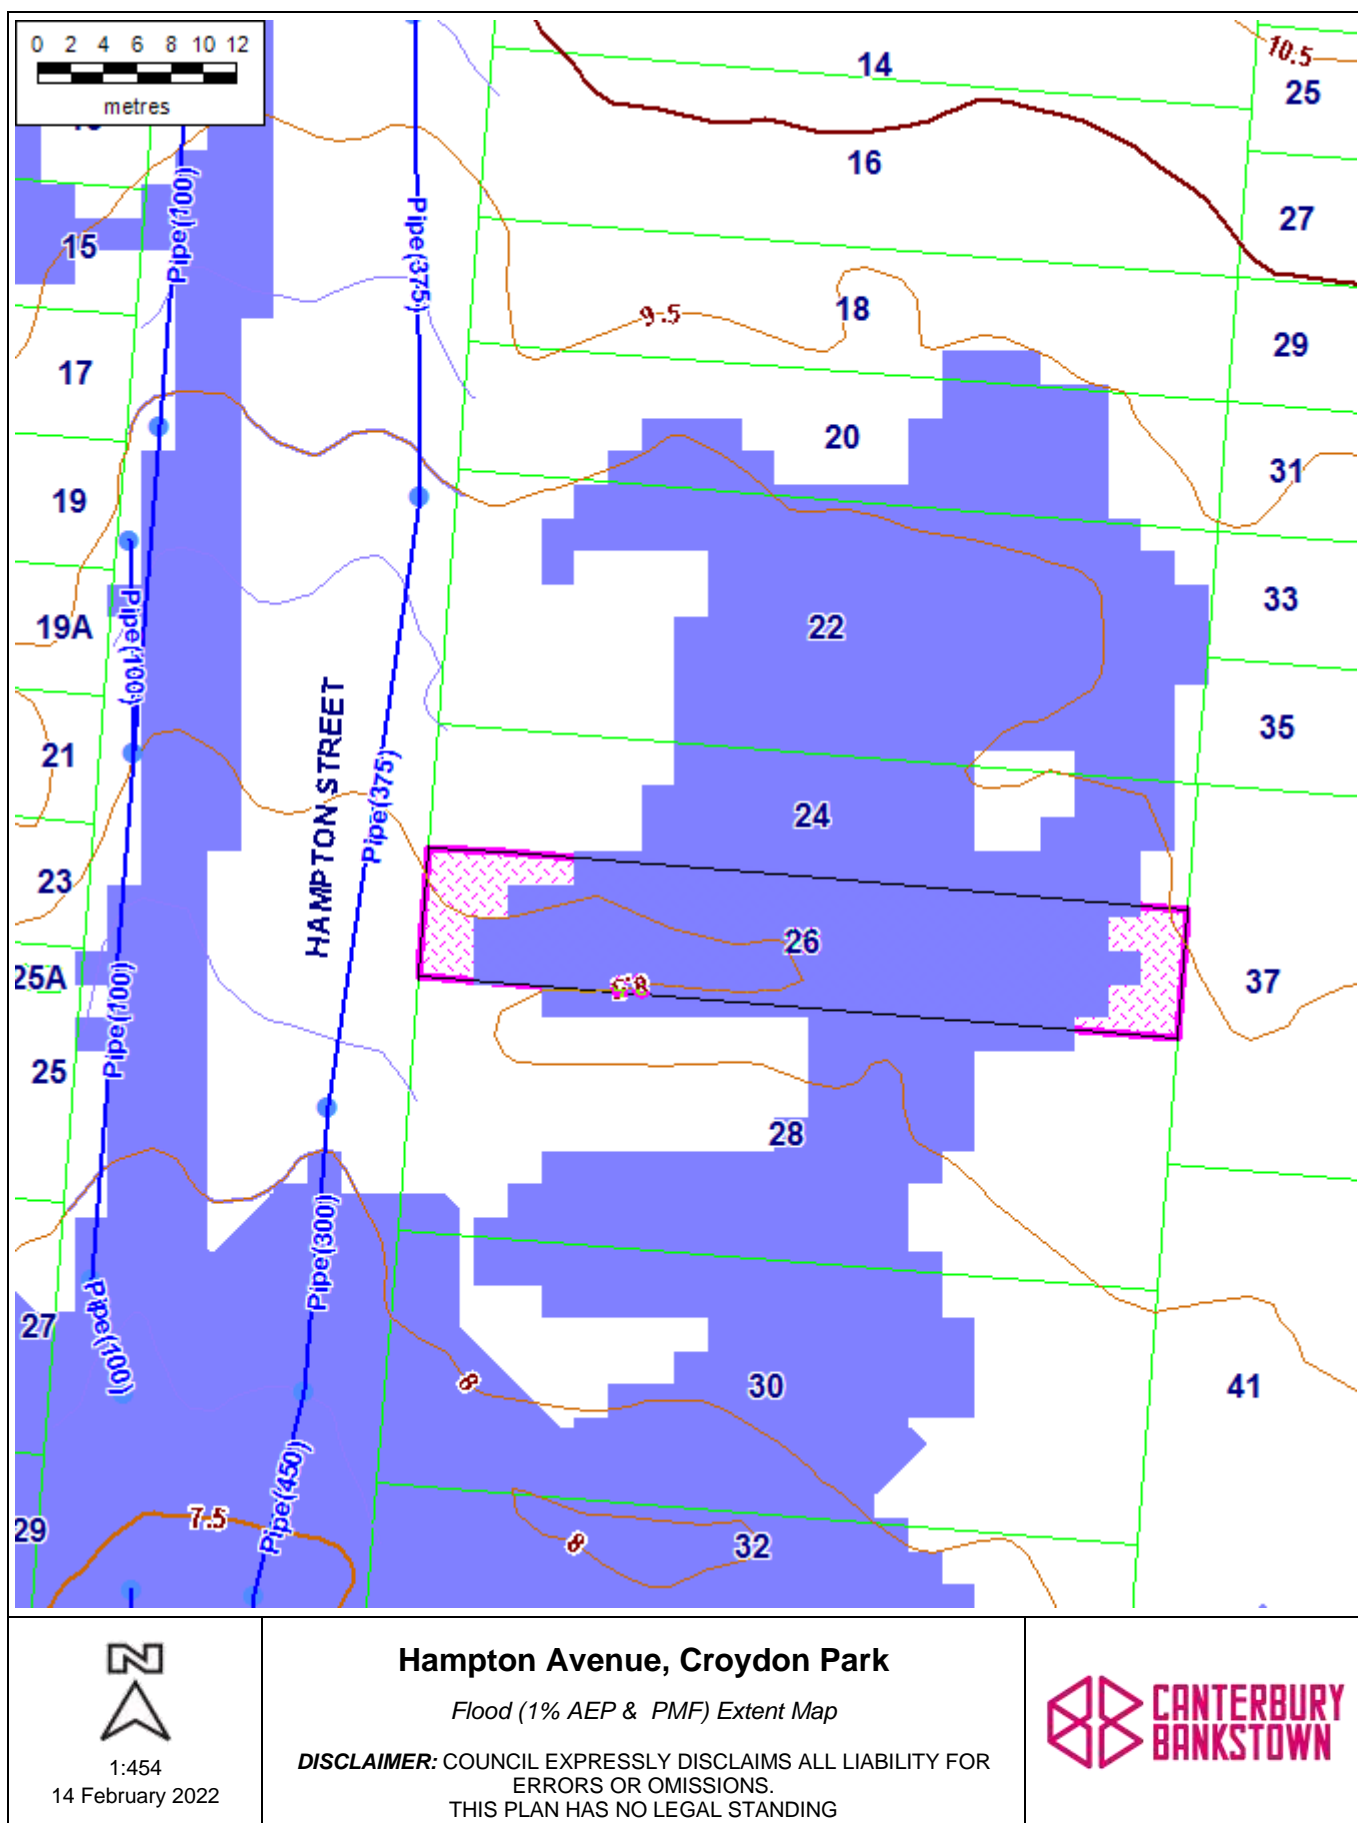 0 2 4 6 8 10 12
metres
10.5
14
25
16
Pipe(100)
27
15
Pipe(375)
18
9.5
29
17
20
31
19
33
Pipe(100)
19A
22
35
HAMPTON STREET
21
Pipe(375)
24
23
26
25A
37
Pipe(100)
25
28
Pipe(300)
27
Pipe(100)
8
30
41
Pipe(450)
7.5
29
8
32
N
1:454
14 February 2022
Hampton Avenue, Croydon Park
Flood (1% AEP & PMF) Extent Map
DISCLAIMER: COUNCIL EXPRESSLY DISCLAIMS ALL LIABILITY FOR
ERRORS OR OMISSIONS.
THIS PLAN HAS NO LEGAL STANDING
CANTERBURY
BANKSTOWN